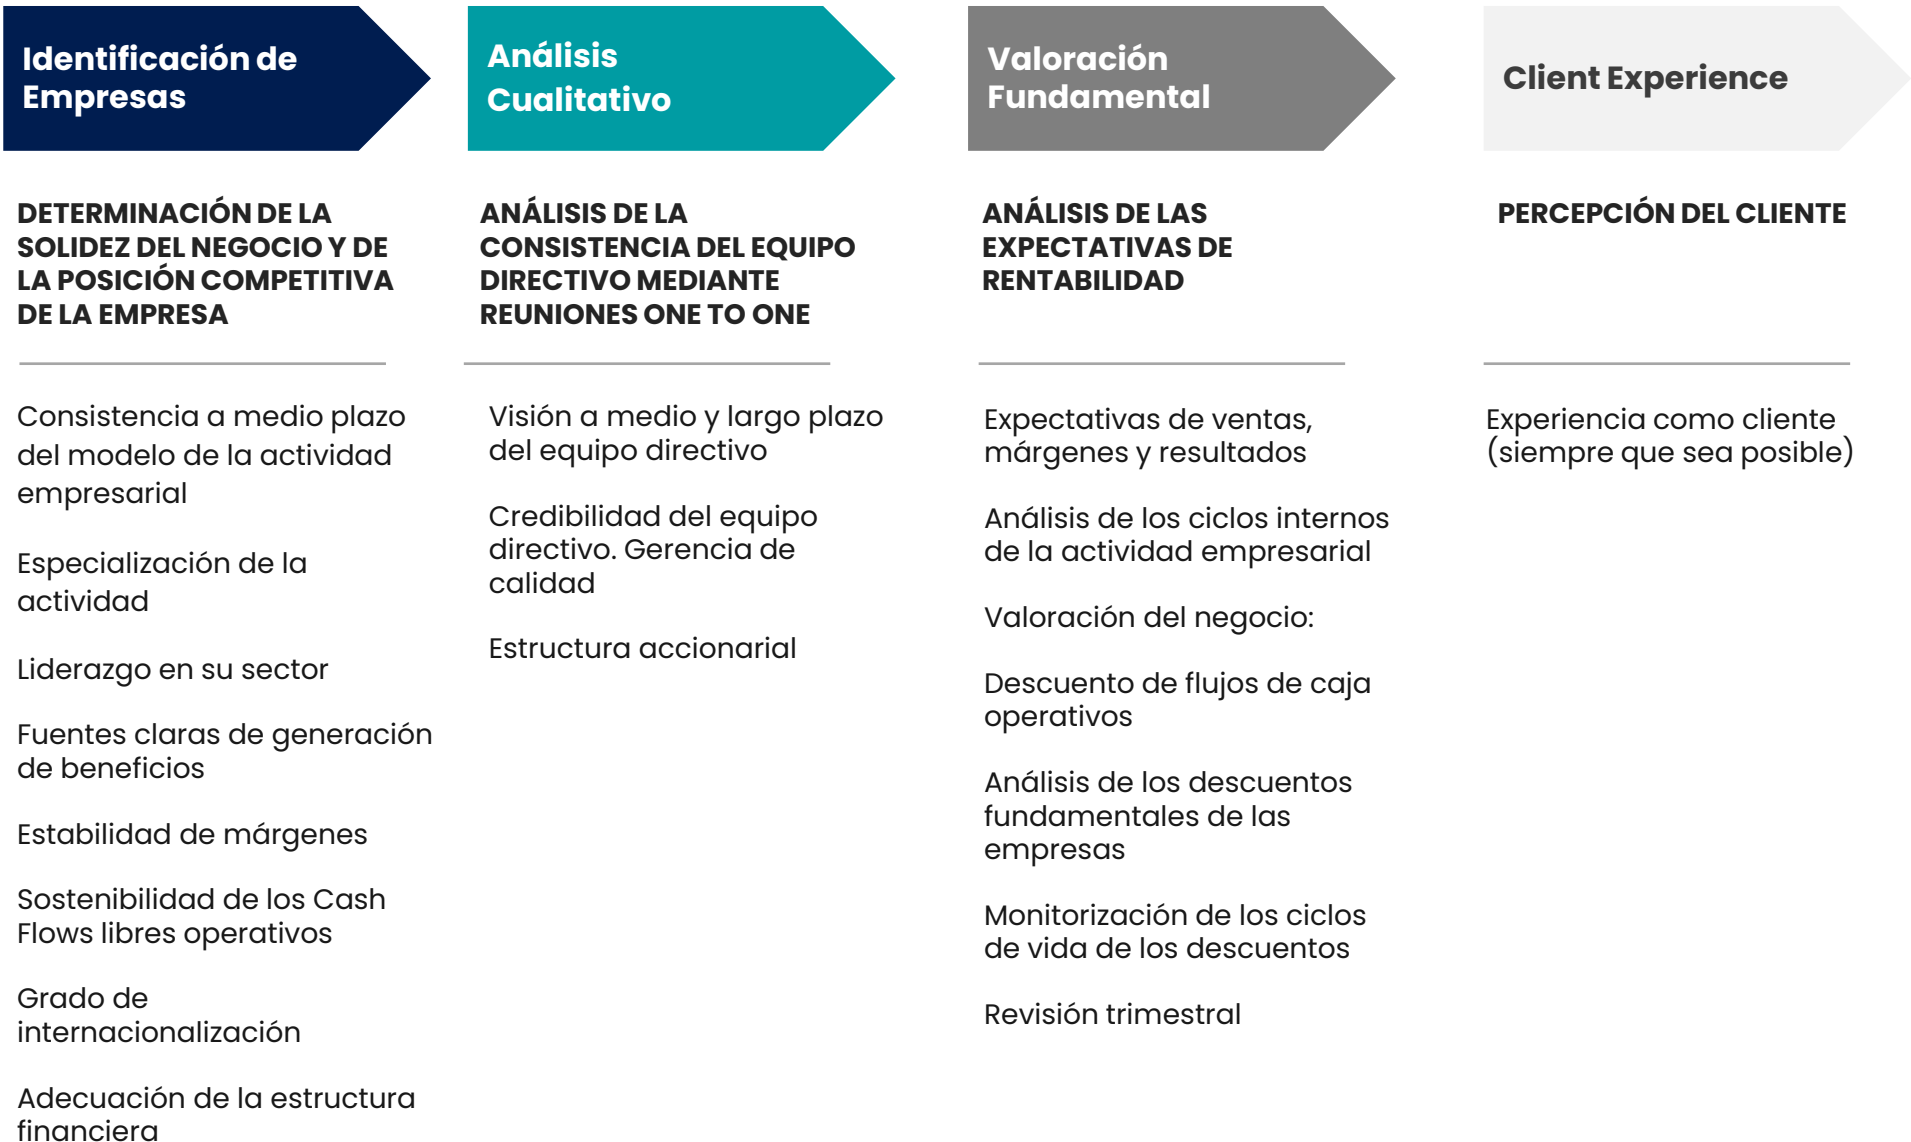 Identificación de
Empresas
DETERMINACIÓN DE LA
SOLIDEZ DEL NEGOCIO Y DE
LA POSICIÓN COMPETITIVA
DE LA EMPRESA
Consistencia a medio plazo
del modelo de la actividad
empresarial
Especialización de la
actividad
Liderazgo en su sector
Fuentes claras de generación
de beneficios
Estabilidad de márgenes
Sostenibilidad de los Cash
Flows libres operativos
Grado de
internacionalización
Adecuación de la estructura
financiera
Análisis
Cualitativo
ANÁLISIS DE LA
CONSISTENCIA DEL EQUIPO
DIRECTIVO MEDIANTE
REUNIONES ONE TO ONE
Visión a medio y largo plazo
del equipo directivo
Credibilidad del equipo
directivo. Gerencia de
calidad
Estructura accionarial
Valoración
Fundamental
ANÁLISIS DE LAS
EXPECTATIVAS DE
RENTABILIDAD
Expectativas de ventas,
márgenes y resultados
Análisis de los ciclos internos
de la actividad empresarial
Valoración del negocio:
Descuento de flujos de caja
operativos
Análisis de los descuentos
fundamentales de las
empresas
Monitorización de los ciclos
de vida de los descuentos
Revisión trimestral
Client Experience
PERCEPCIÓN DEL CLIENTE
Experiencia como cliente
(siempre que sea posible)